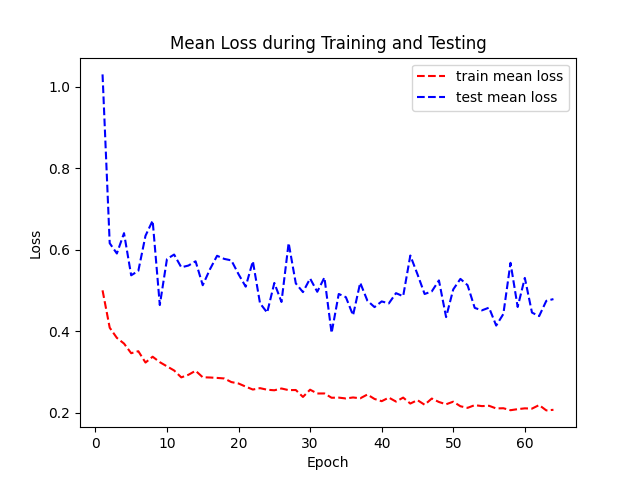 Mean Loss during Training and Testing
train mean loss
test mean loss
Loss
1.0
0.8
0.6
0.4
0.2
0 10 20 30 40 50 60
Epoch